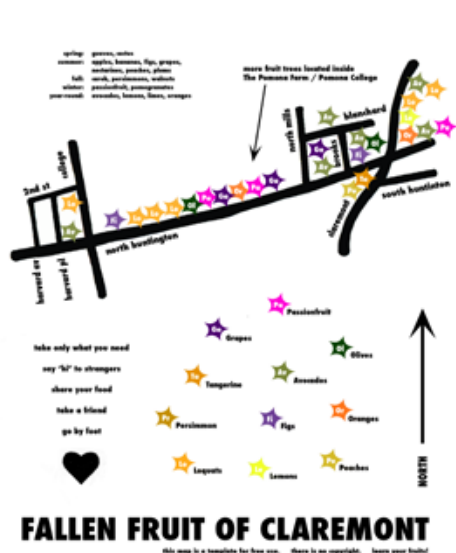 spring: guavas, cactus
summer: apples, bananas, figs, grapes,
nectarines, peaches, plums
fall: carob, persimmons, walnuts
winter: passionfruit, pomegranates
year-round: avocados, lemons, limes, oranges
more fruit trees located inside
The Pomona Farm / Pomona College
north mills
blanchard
brooks
college
2nd st
south huntington
claremont
north huntington
harvard av
harvard pl
Passionfruit
Grapes
Olives
Tangerine
Avocados
Persimmon
Figs
Oranges
Loquats
Lemons
Peaches
take only what you need
say "hi" to strangers
share your food
take a friend
go by foot
NORTH
FALLEN FRUIT OF CLAREMONT
this map is a template for free use. there is no copyright. learn your fruits!